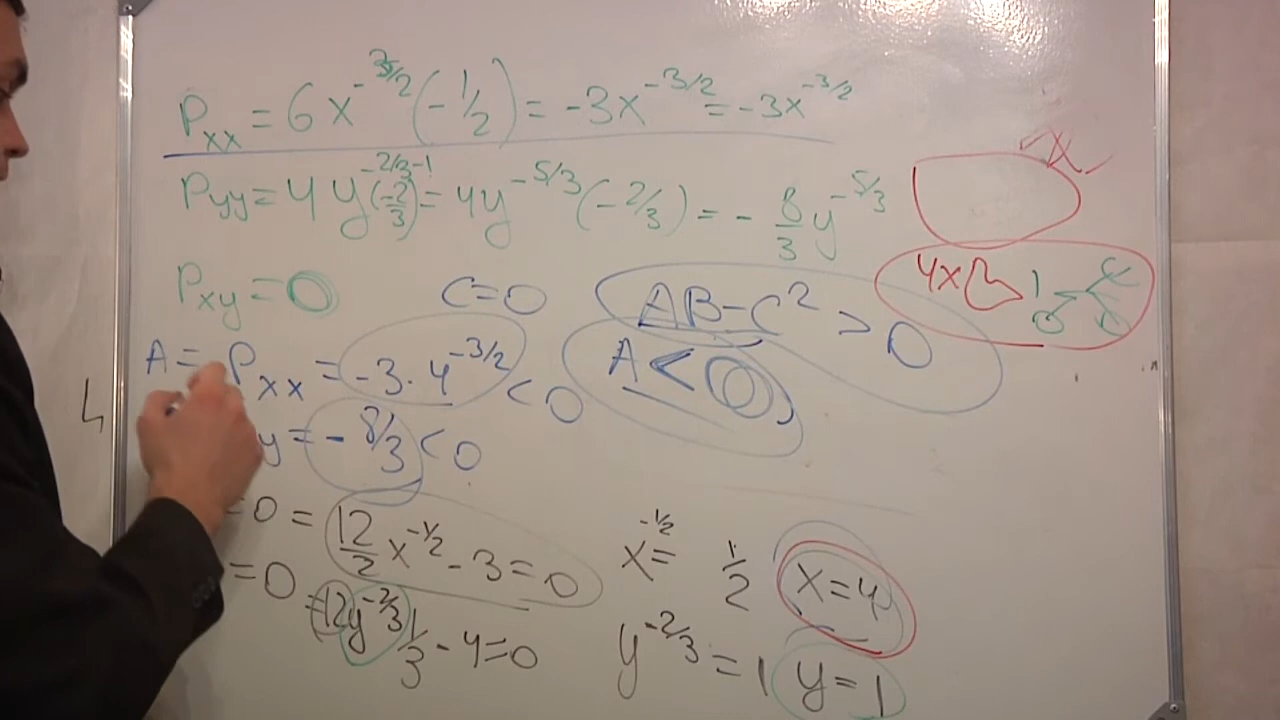 Pxx = 6x^-3/2 (-1/2) = -3x^-3/2 = -3x^-3/2
Pyy = 4y^-2/3-1 (-2/3) = 4y^-5/3 (-2/3) = -8/3 y^-5/3
Pxy = 0 C=0 AB-C² > 0
4x
A = Pxx = -3·4^-3/2 < 0 A<0
y = -8/3 < 0
=0 = 12/2 x^-1/2 - 3 = 0 x^-1/2 = 1/2 x=4
=0 = 12y^-2/3 1/3 - 4 = 0 y^-2/3 = 1 y=1